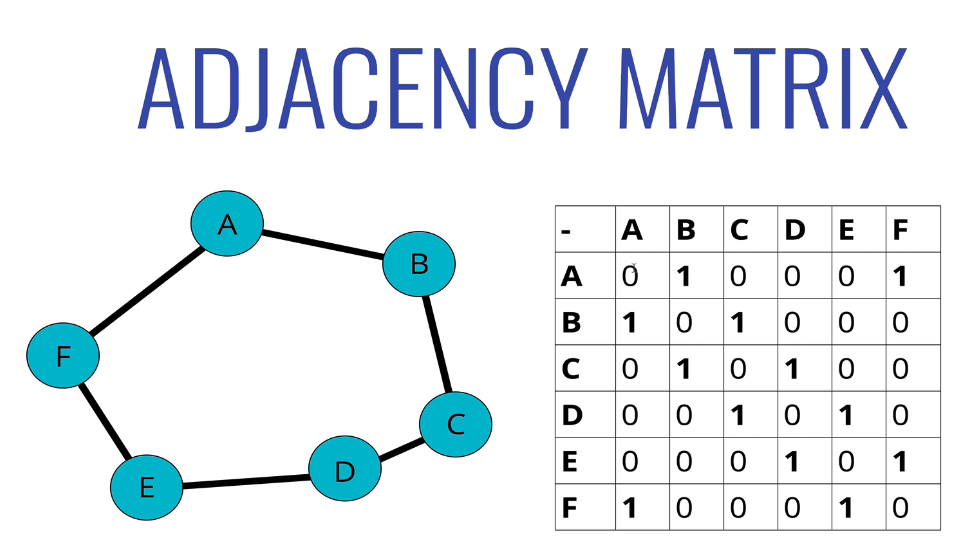 ADJACENCY MATRIX
A
B
F
C
D
E
- A B C D E F
A 0 1 0 0 0 1
B 1 0 1 0 0 0
C 0 1 0 1 0 0
D 0 0 1 0 1 0
E 0 0 0 1 0 1
F 1 0 0 0 1 0